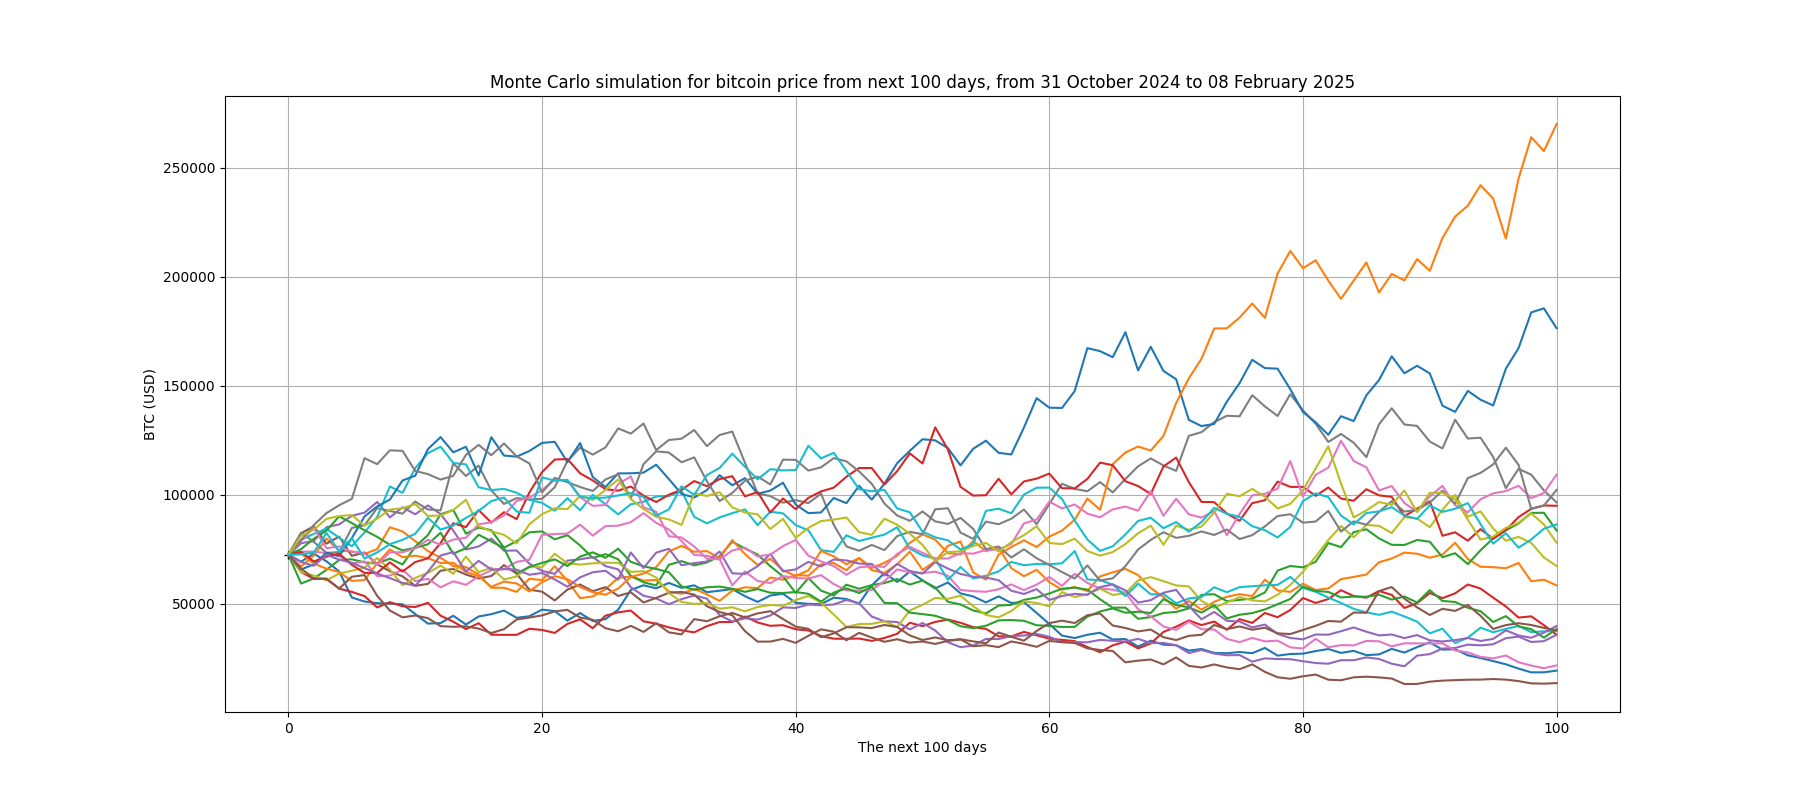 Monte Carlo simulation for bitcoin price from next 100 days, from 31 October 2024 to 08 February 2025
250000
200000
150000
100000
50000
BTC (USD)
0 20 40 60 80 100
The next 100 days